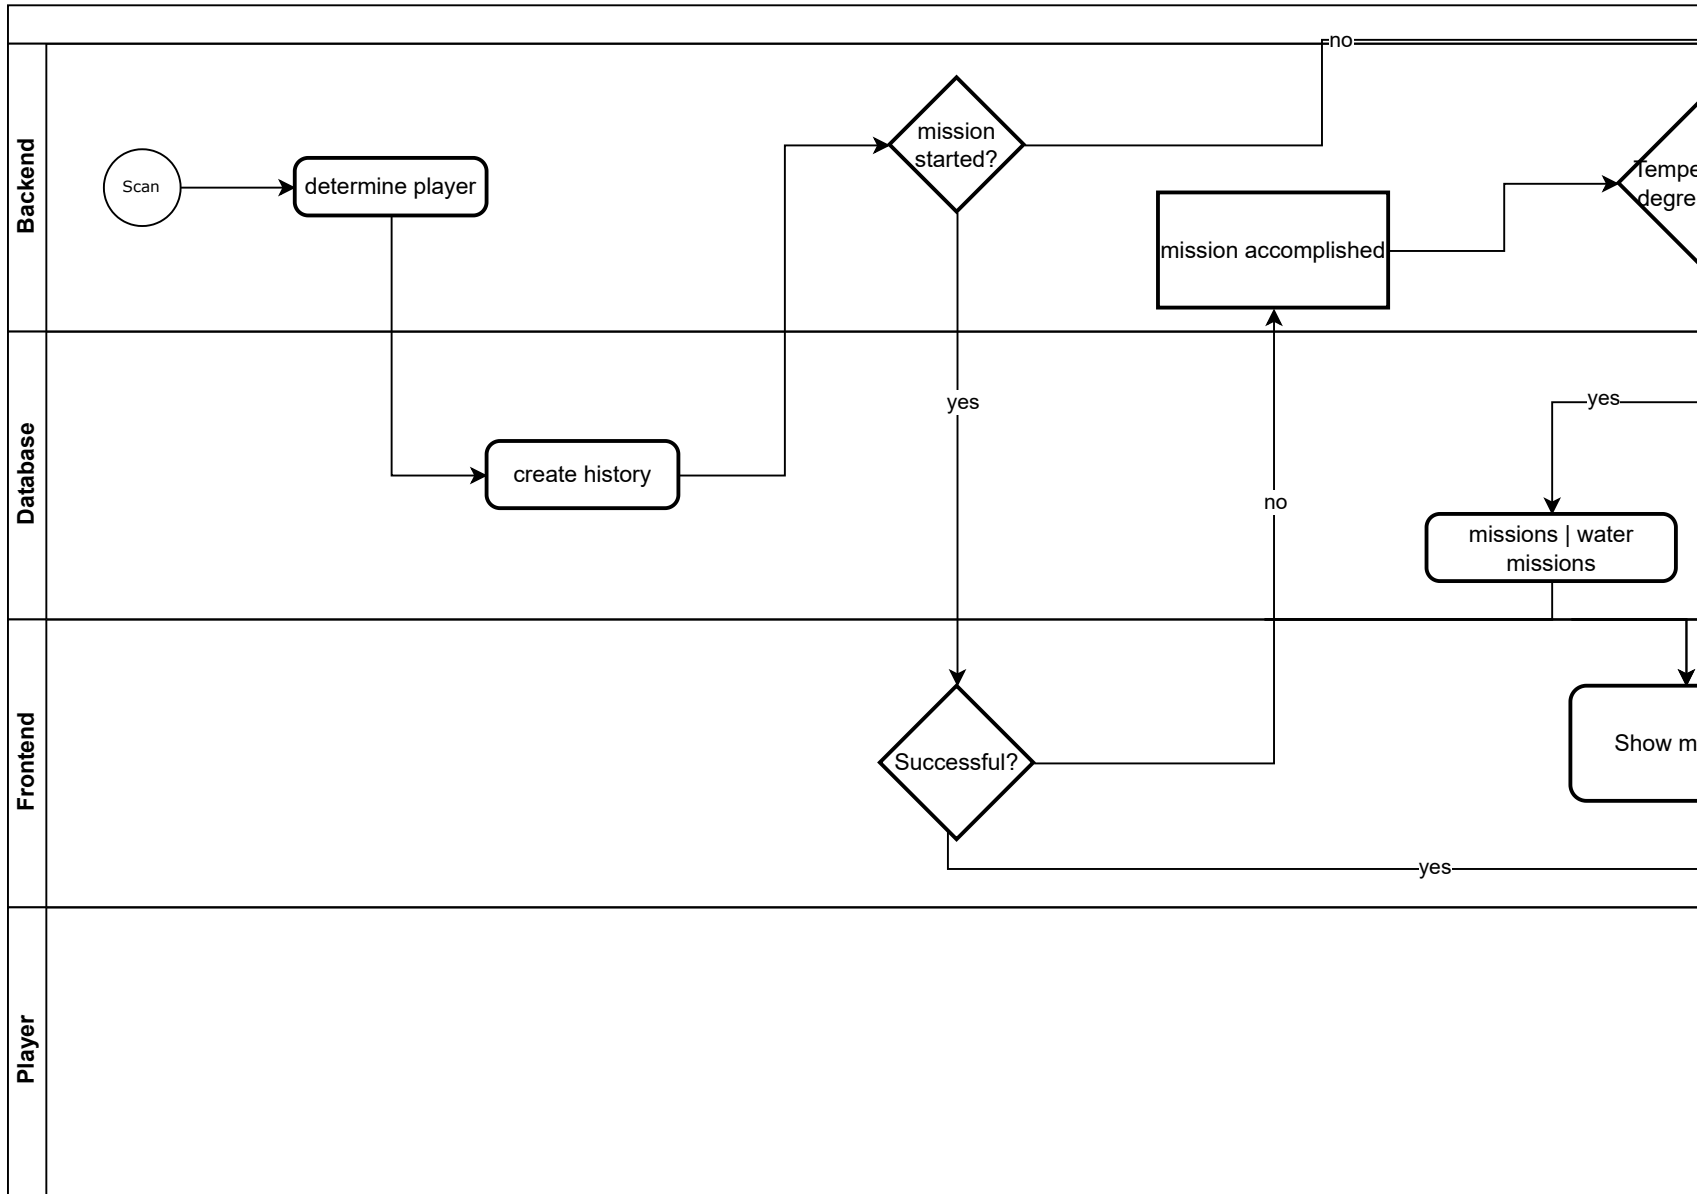 no
Backend
Scan
determine player
mission
started?
mission accomplished
Database
create history
yes
no
yes
missions | water
missions
Frontend
Successful?
Show
yes
Player